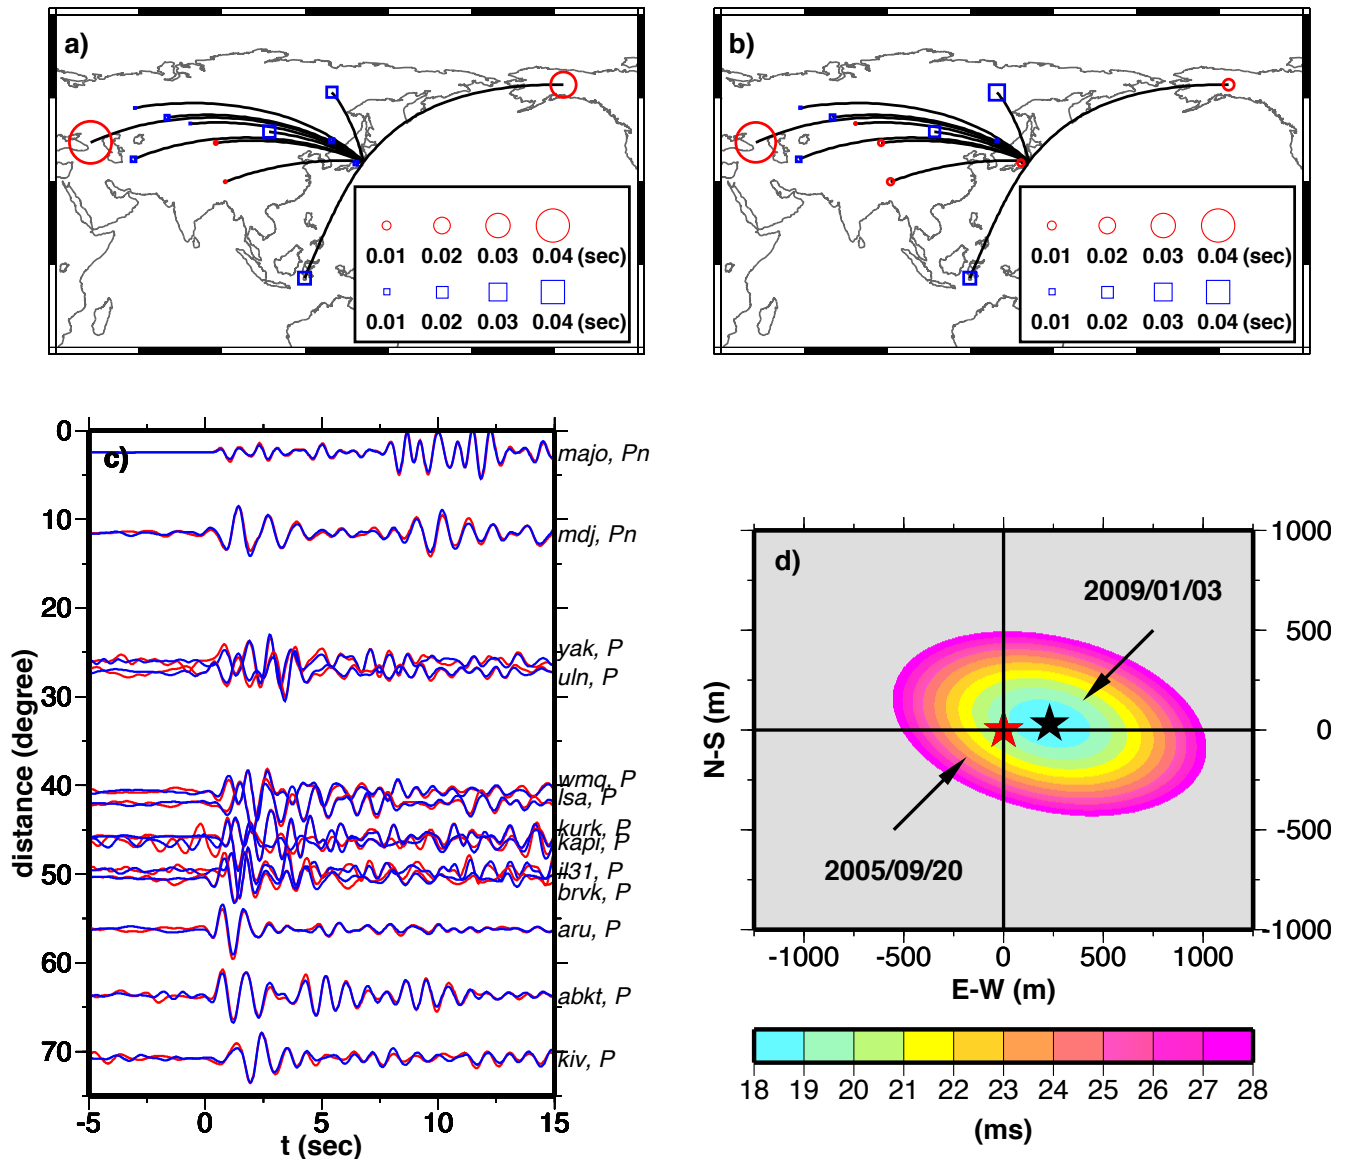 a)
0.01 0.02 0.03 0.04 (sec)
0.01 0.02 0.03 0.04 (sec)
b)
0.01 0.02 0.03 0.04 (sec)
0.01 0.02 0.03 0.04 (sec)
c)
distance (degree)
0
10
20
30
40
50
60
70
majo, Pn
mdj, Pn
yak, P
uln, P
wmq, P
lsa, P
kurk, P
kapi, P
il31, P
brvk, P
aru, P
abkt, P
kiv, P
-5 0 5 10 15
t (sec)
d)
2009/01/03
2005/09/20
N-S (m)
1000
500
0
-500
-1000
-1000 -500 0 500 1000
E-W (m)
18 19 20 21 22 23 24 25 26 27 28
(ms)